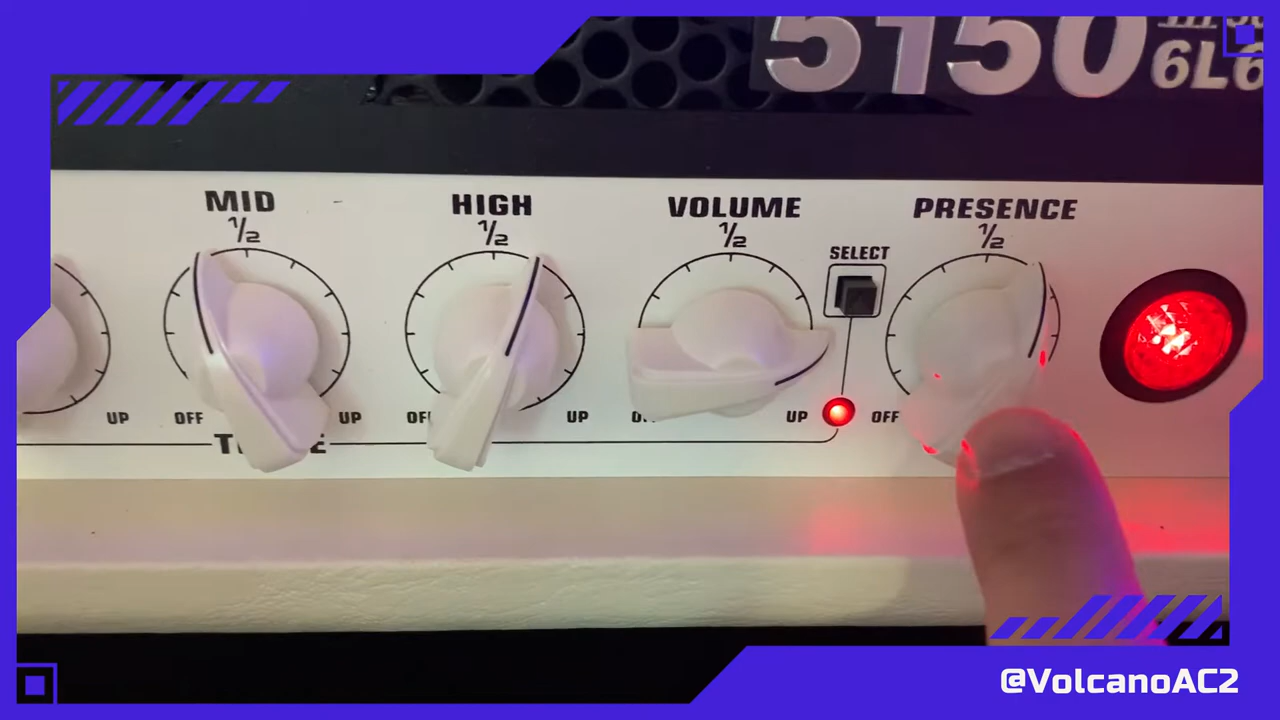 5150
6L6
MID
HIGH
VOLUME
PRESENCE
1/2
1/2
1/2
1/2
SELECT
UP
OFF
UP
UP
UP
OFF
@VolcanoAC2